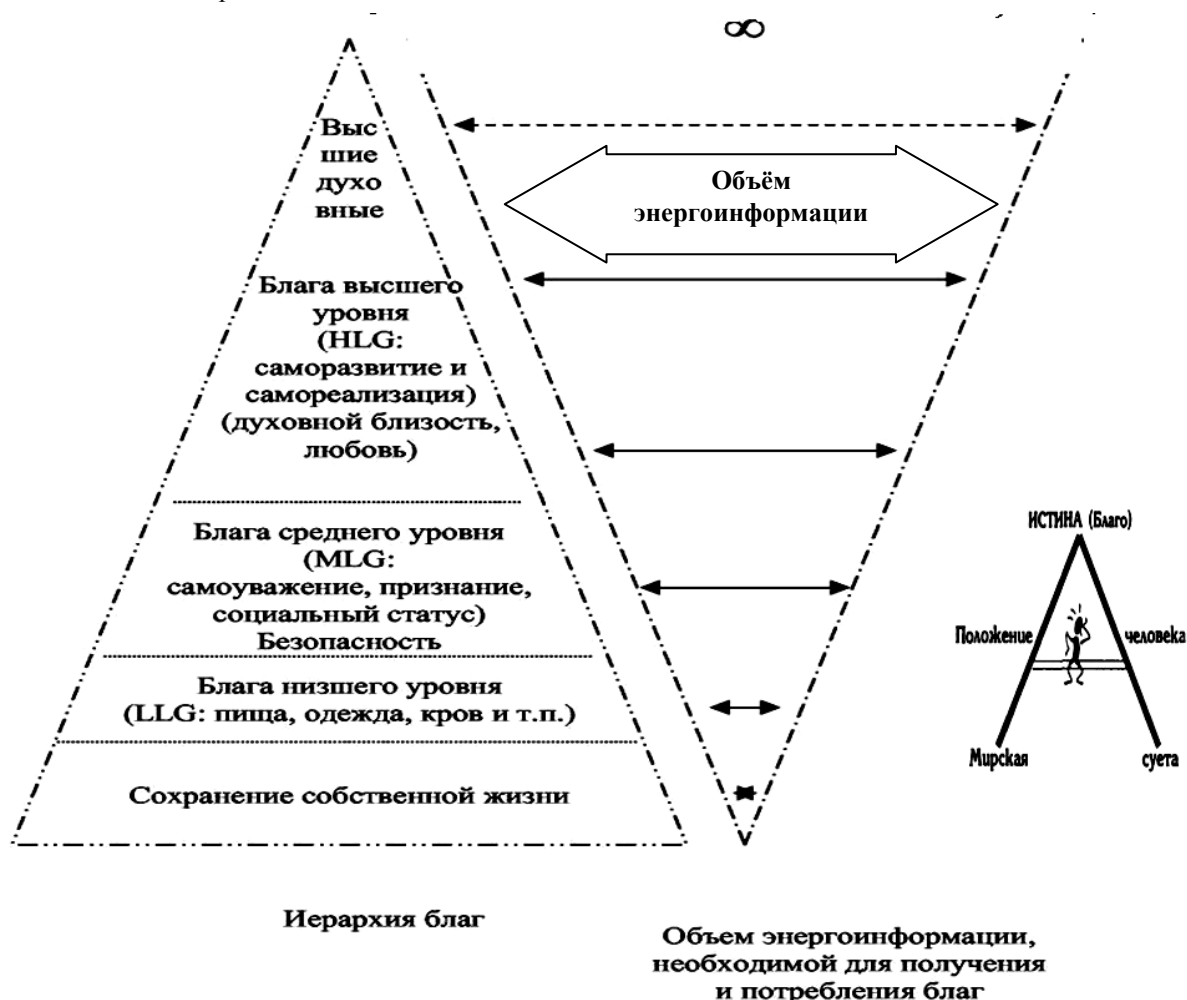 ∞
Выс
шие
духо
вные
Объём
энергоинформации
Блага высшего
уровня
(HLG:
саморазвитие и
самореализация)
(духовной близость,
любовь)
Блага среднего уровня
(MLG:
самоуважение, признание,
социальный статус)
Безопасность
Блага низшего уровня
(LLG: пища, одежда, кров и т.п.)
Сохранение собственной жизни
ИСТИНА (Благо)
Положение человека
Мирская суета
Иерархия благ
Объем энергоинформации,
необходимой для получения
и потребления благ